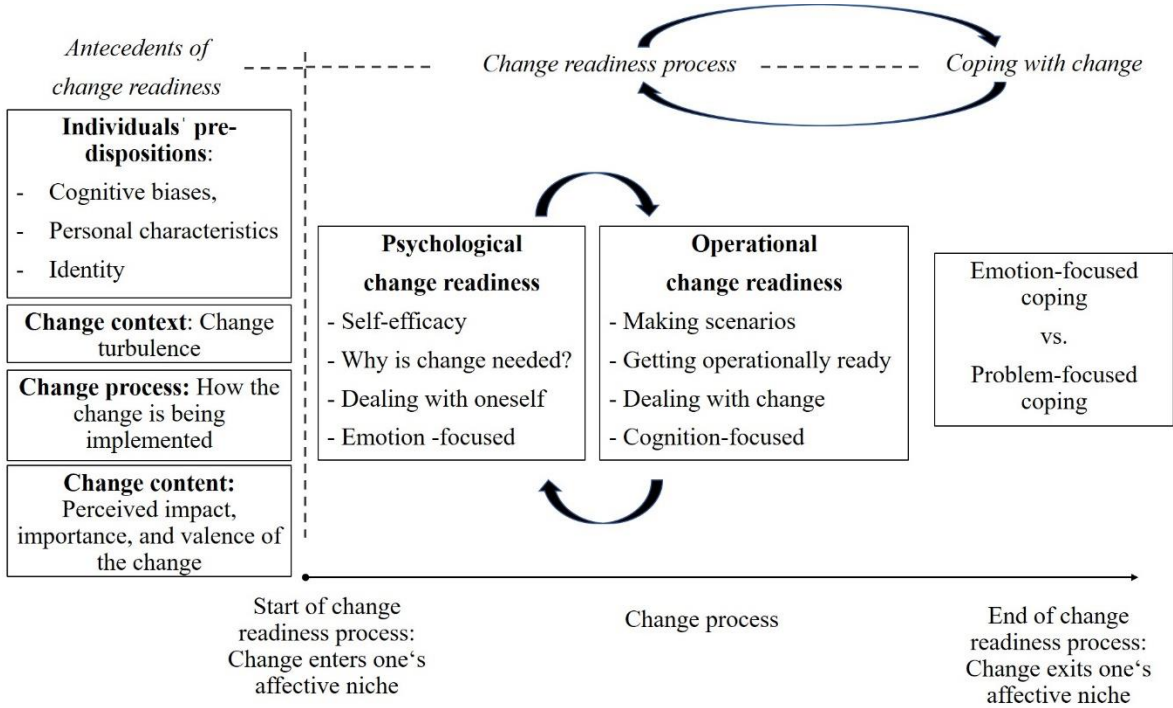 Antecedents of
change readiness
Change readiness process
Coping with change
Individualsˈ pre-
dispositions:
- Cognitive biases,
- Personal characteristics
- Identity
Change context: Change
turbulence
Change process: How the
change is being
implemented
Change content:
Perceived impact,
importance, and valence of
the change
Psychological
change readiness
- Self-efficacy
- Why is change needed?
- Dealing with oneself
- Emotion -focused
Operational
change readiness
- Making scenarios
- Getting operationally ready
- Dealing with change
- Cognition-focused
Emotion-focused
coping
vs.
Problem-focused
coping
Start of change
readiness process:
Change enters one‘s
affective niche
Change process
End of change
readiness process:
Change exits one‘s
affective niche